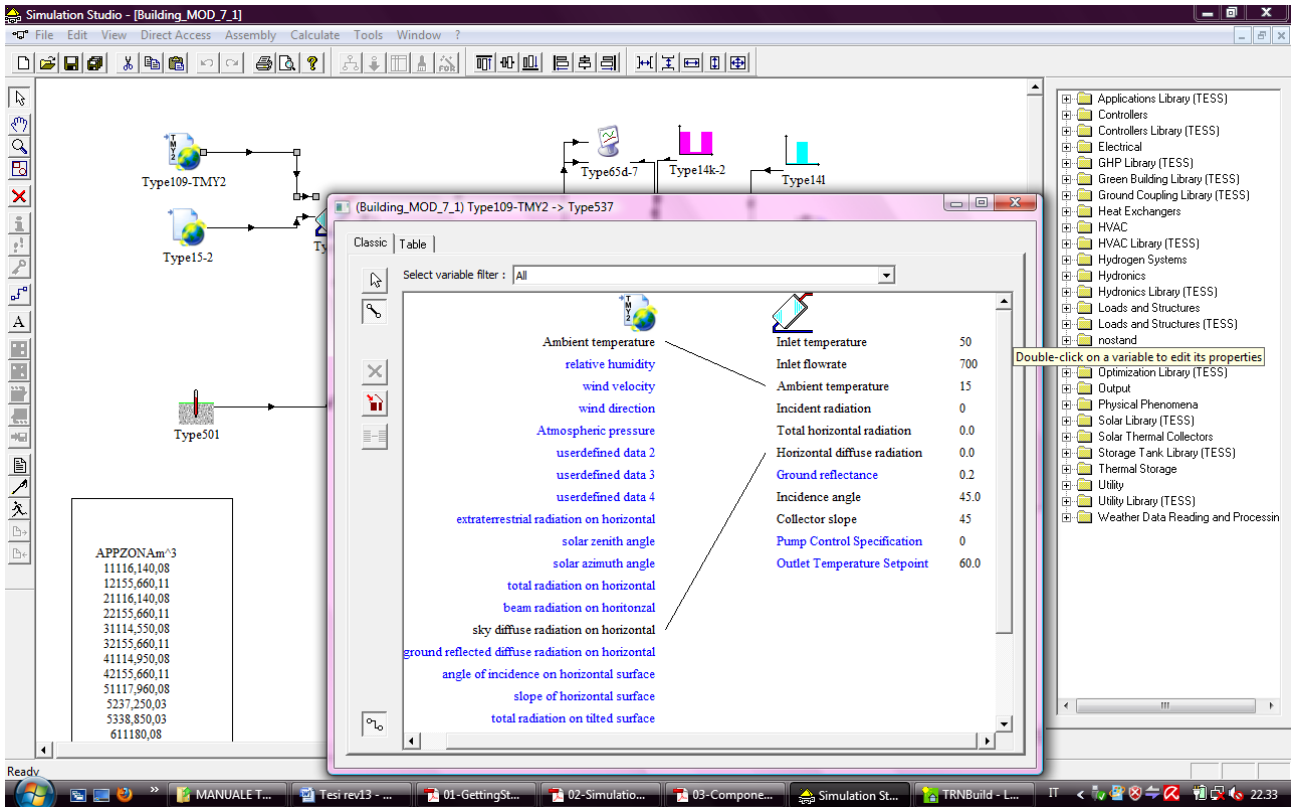 Simulation Studio - [Building_MOD_7_1]
File Edit View Direct Access Assembly Calculate Tools Window ?
Type109-TMY2
Type15-2
Type501
Type65d-7
Type14k-2
Type14l
APPZONAm^3
11116,140,08
12155,660,11
21116,140,08
22155,660,11
31114,550,08
32155,660,11
41114,950,08
42155,660,11
51117,960,08
5237,250,03
5338,850,03
611180,08
(Building_MOD_7_1) Type109-TMY2 -> Type537
Classic Table
Select variable filter : All
Ambient temperature
relative humidity
wind velocity
wind direction
Atmospheric pressure
userdefined data 2
userdefined data 3
userdefined data 4
extraterrestrial radiation on horizontal
solar zenith angle
solar azimuth angle
total radiation on horizontal
beam radiation on horitonzal
sky diffuse radiation on horizontal
ground reflected diffuse radiation on horizontal
angle of incidence on horizontal surface
slope of horizontal surface
total radiation on tilted surface
Inlet temperature 50
Inlet flowrate 700
Ambient temperature 15
Incident radiation 0
Total horizontal radiation 0.0
Horizontal diffuse radiation 0.0
Ground reflectance 0.2
Incidence angle 45.0
Collector slope 45
Pump Control Specification 0
Outlet Temperature Setpoint 60.0
Applications Library (TESS)
Controllers
Controllers Library (TESS)
Electrical
GHP Library (TESS)
Green Building Library (TESS)
Ground Coupling Library (TESS)
Heat Exchangers
HVAC
HVAC Library (TESS)
Hydrogen Systems
Hydronics
Hydronics Library (TESS)
Loads and Structures
Loads and Structures (TESS)
nostand
Double-click on a variable to edit its properties
Optimization Library (TESS)
Output
Physical Phenomena
Solar Library (TESS)
Solar Thermal Collectors
Storage Tank Library (TESS)
Thermal Storage
Utility
Utility Library (TESS)
Weather Data Reading and Processin
Ready
MANUALE T... Tesi rev13 - ... 01-GettingSt... 02-Simulatio... 03-Compone... Simulation St... TRNBuild - L... IT 22.33